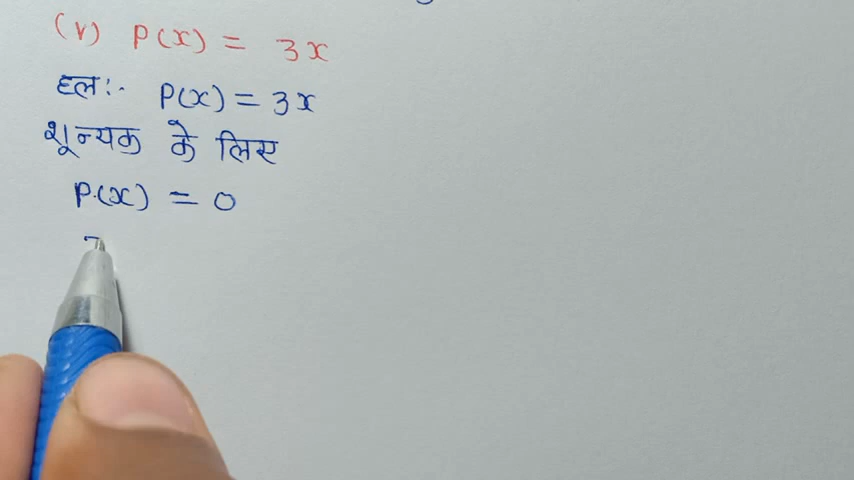 (v) P(x) = 3x
हल:- P(x) = 3x
शून्यक के लिए
P(x) = 0